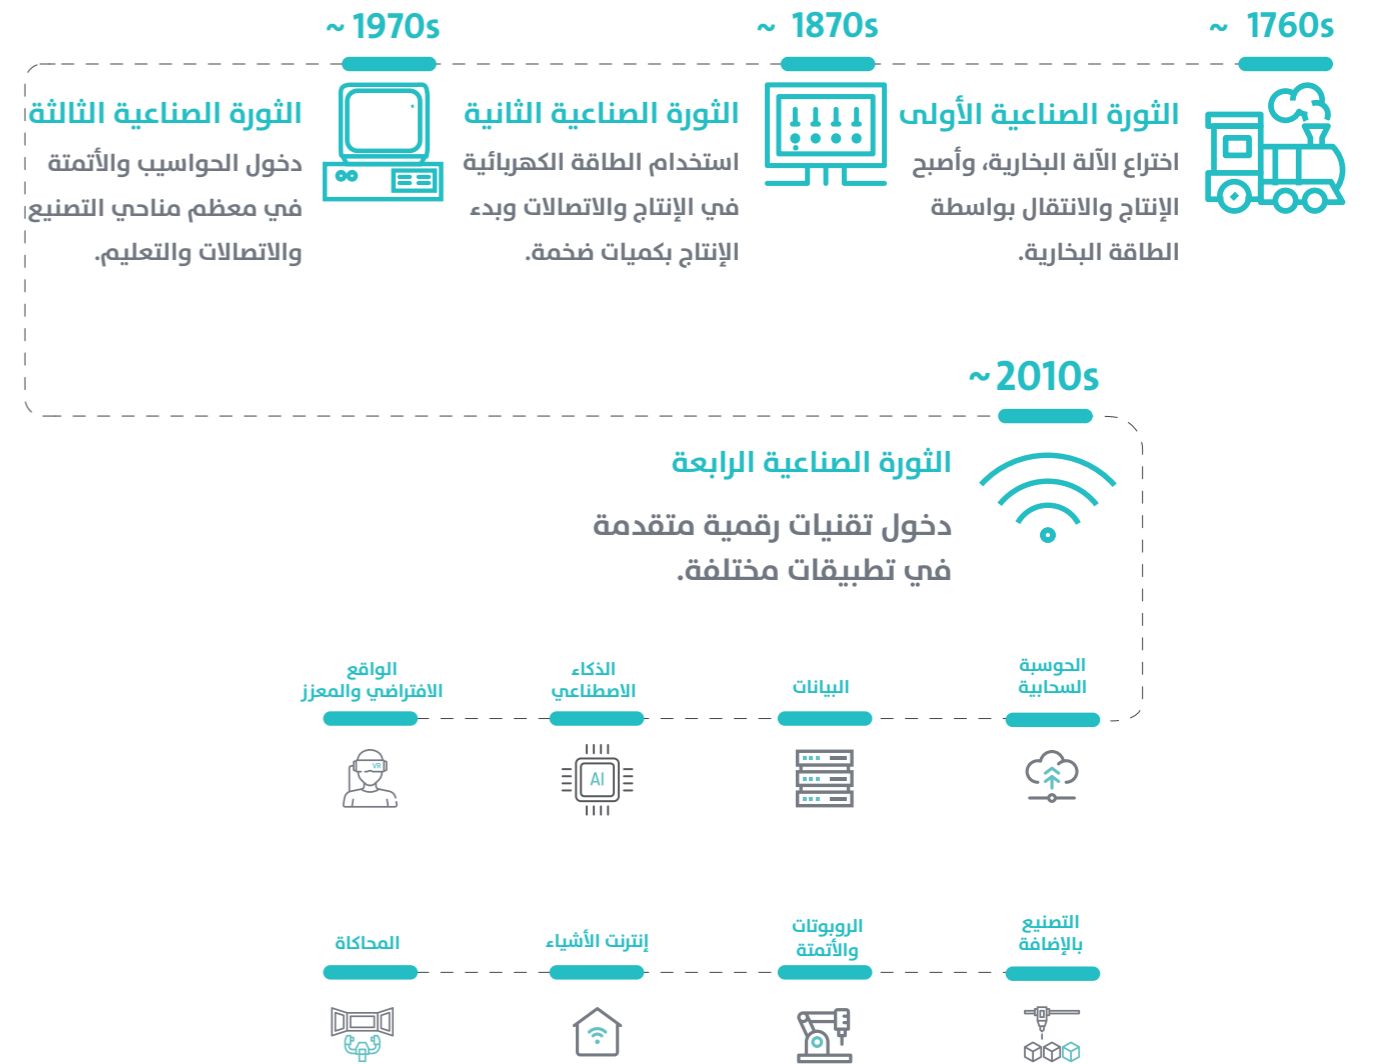 ~ 1760s
الثورة الصناعية الأولى
اختراع الآلة البخارية، وأصبح
الإنتاج والانتقال بواسطة
الطاقة البخارية.
~ 1870s
الثورة الصناعية الثانية
استخدام الطاقة الكهربائية
في الإنتاج والاتصالات وبدء
الإنتاج بكميات ضخمة.
~ 1970s
الثورة الصناعية الثالثة
دخول الحواسيب والأتمتة
في معظم مناحي التصنيع
والاتصالات والتعليم.
~ 2010s
الثورة الصناعية الرابعة
دخول تقنيات رقمية متقدمة
في تطبيقات مختلفة.
الحوسبة
السحابية
البيانات
الذكاء
الاصطناعي
AI
الواقع
الافتراضي والمعزز
VR
التصنيع
بالإضافة
الروبوتات
والأتمتة
إنترنت الأشياء
المحاكاة